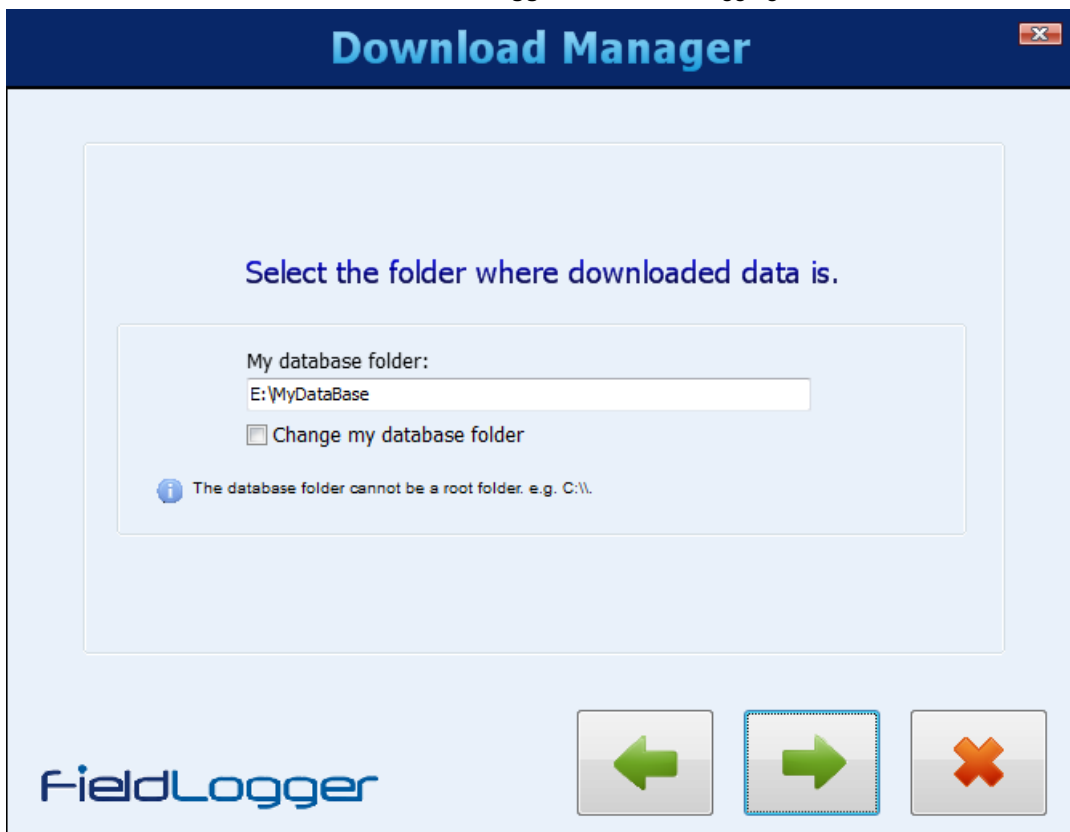 Download Manager
Select the folder where downloaded data is.
My database folder:
E:\MyDataBase
Change my database folder
The database folder cannot be a root folder. e.g. C:\\.
FieldLogger